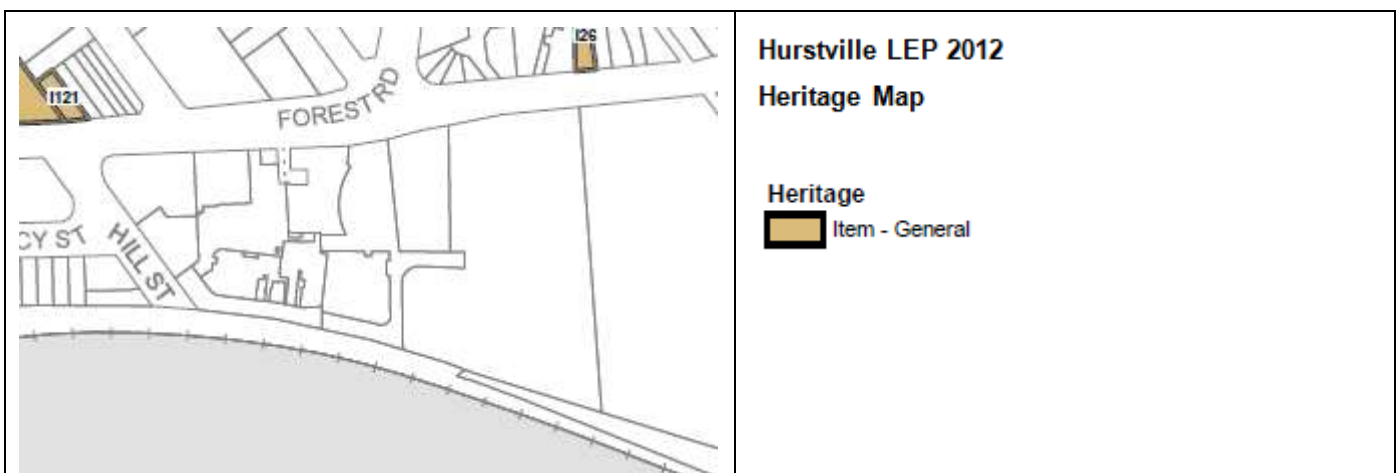 I26
I121
FOREST RD
CY ST
HILL ST
Hurstville LEP 2012
Heritage Map
Heritage
Item - General